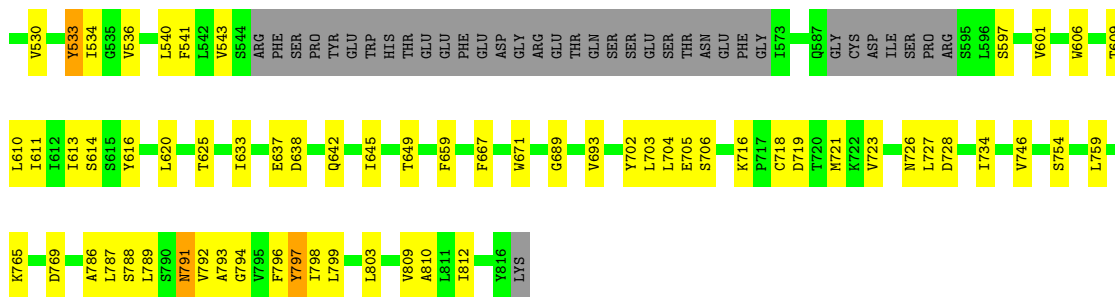 V530 Y533 I534 G535 V536 L540 F541 L542 V543 S544 ARG PHE SER PRO TYR GLU TRP HIS THR GLU GLU PHE GLU ASP GLY ARG GLU THR GLN SER SER GLU SER THR ASN GLU PHE GLY I573 Q587 GLY CYS ASP ILE SER PRO ARG S595 L596 S597 V601 W606 T609
L610 I611 I612 I613 S614 S615 Y616 L620 T625 I633 E637 D638 Q642 I645 T649 F659 F667 W671 G689 V693 Y702 L703 L704 E705 S706 K716 P717 C718 D719 T720 M721 K722 V723 N726 L727 D728 I734 V746 S754 L759
K765 D769 A786 L787 S788 L789 S790 N791 V792 A793 G794 V795 F796 Y797 I798 L799 L803 V809 A810 L811 I812 Y816 LYS